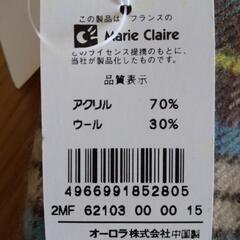 この製品は、フランスの
Marie Claire
とのライセンス提携のもとに、
当社が製品化したものです。
品質表示
アクリル 70%
ウール 30%
4966991852805
2MF 62103 00 00 15
オーロラ株式会社 中国製